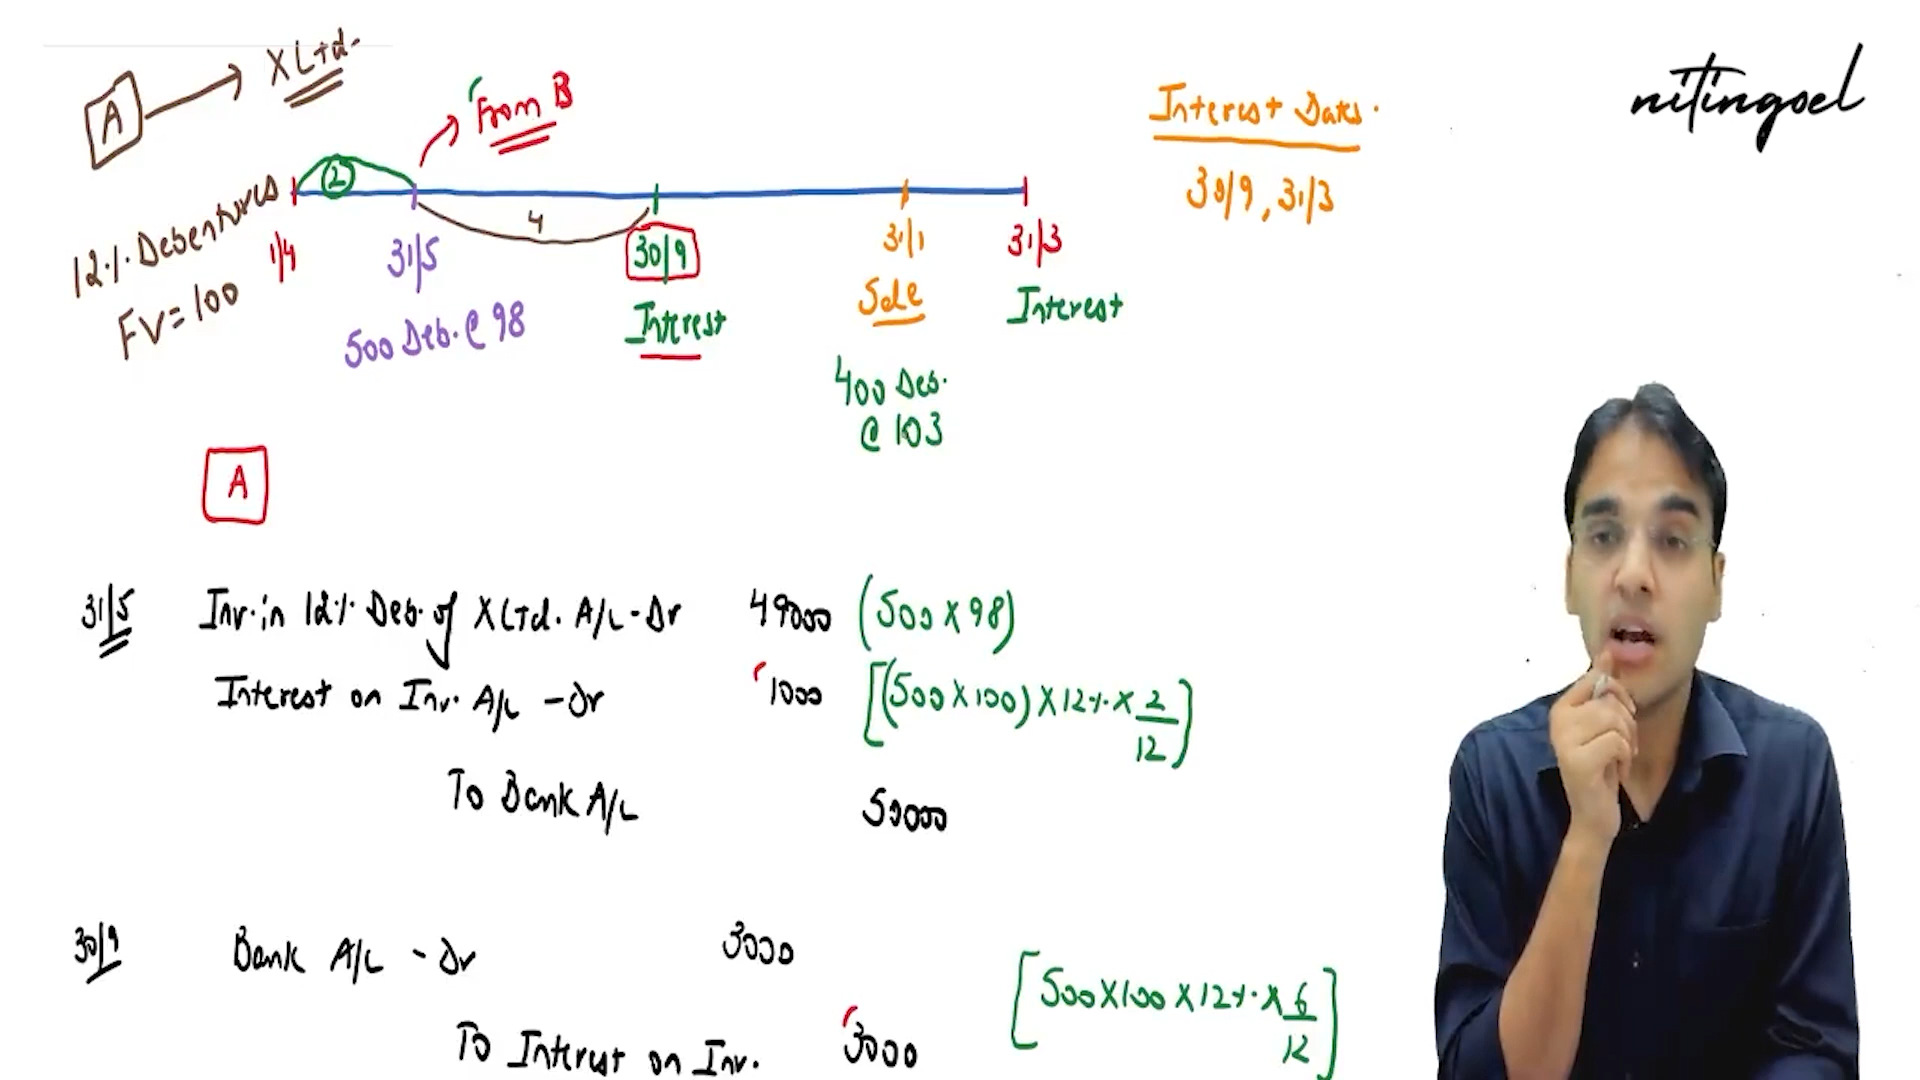 A → X Ltd.
From B
Interest Dates.
nitingoel
2
30/9, 31/3
12% Debentures
4
1/4
31/5
30/9
31/1
31/3
FV=100
500 Deb. @ 98
Interest
Sale
Interest
400 Deb.
@ 103
A
31/5 Inv. in 12% Deb. of X Ltd. A/c - Dr 49000 (500 X 98)
Interest on Inv. A/c - Dr 1000 [(500 X 100) X 12% X 2/12]
To Bank A/c 50000
30/9 Bank A/c - Dr 3000
[500 X 100 X 12% X 6/12]
To Interest on Inv. 3000